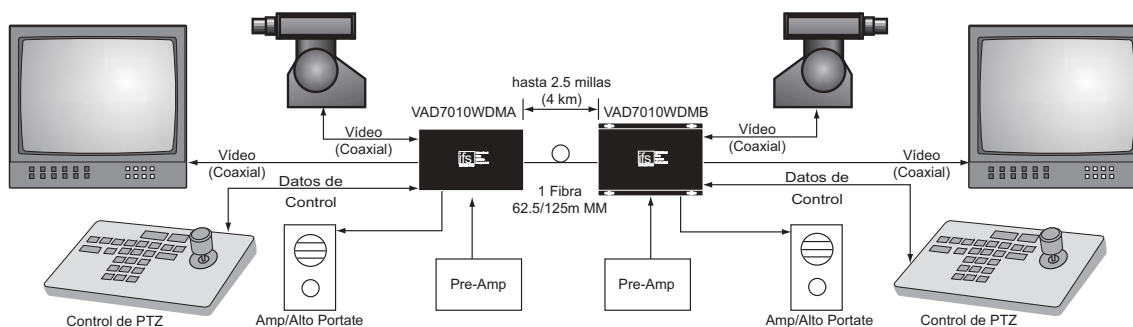 hasta 2.5 millas
(4 km)
VAD7010WDMA
VAD7010WDMB
Vídeo
(Coaxial)
Vídeo
(Coaxial)
Vídeo
(Coaxial)
Vídeo
(Coaxial)
ifs
ifs
Datos de
Control
1 Fibra
62.5/125m MM
Datos de
Control
Pre-Amp
Pre-Amp
Control de PTZ
Amp/Alto Portate
Amp/Alto Portate
Control de PTZ